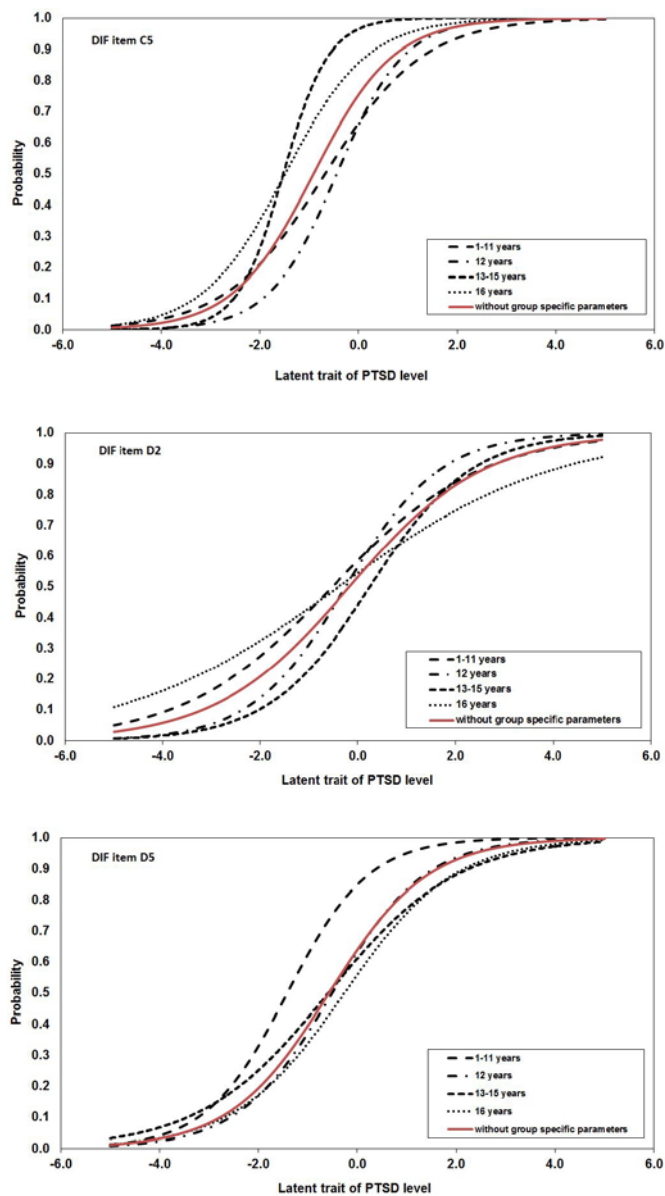 DIF item C5
1.0
0.9
0.8
0.7
0.6
0.5
0.4
0.3
0.2
0.1
0.0
Probability
1-11 years
12 years
13-15 years
16 years
without group specific parameters
-6.0 -4.0 -2.0 0.0 2.0 4.0 6.0
Latent trait of PTSD level
DIF item D2
1.0
0.9
0.8
0.7
0.6
0.5
0.4
0.3
0.2
0.1
0.0
Probability
1-11 years
12 years
13-15 years
16 years
without group specific parameters
-6.0 -4.0 -2.0 0.0 2.0 4.0 6.0
Latent trait of PTSD level
DIF item D5
1.0
0.9
0.8
0.7
0.6
0.5
0.4
0.3
0.2
0.1
0.0
Probability
1-11 years
12 years
13-15 years
16 years
without group specific parameters
-6.0 -4.0 -2.0 0.0 2.0 4.0 6.0
Latent trait of PTSD level